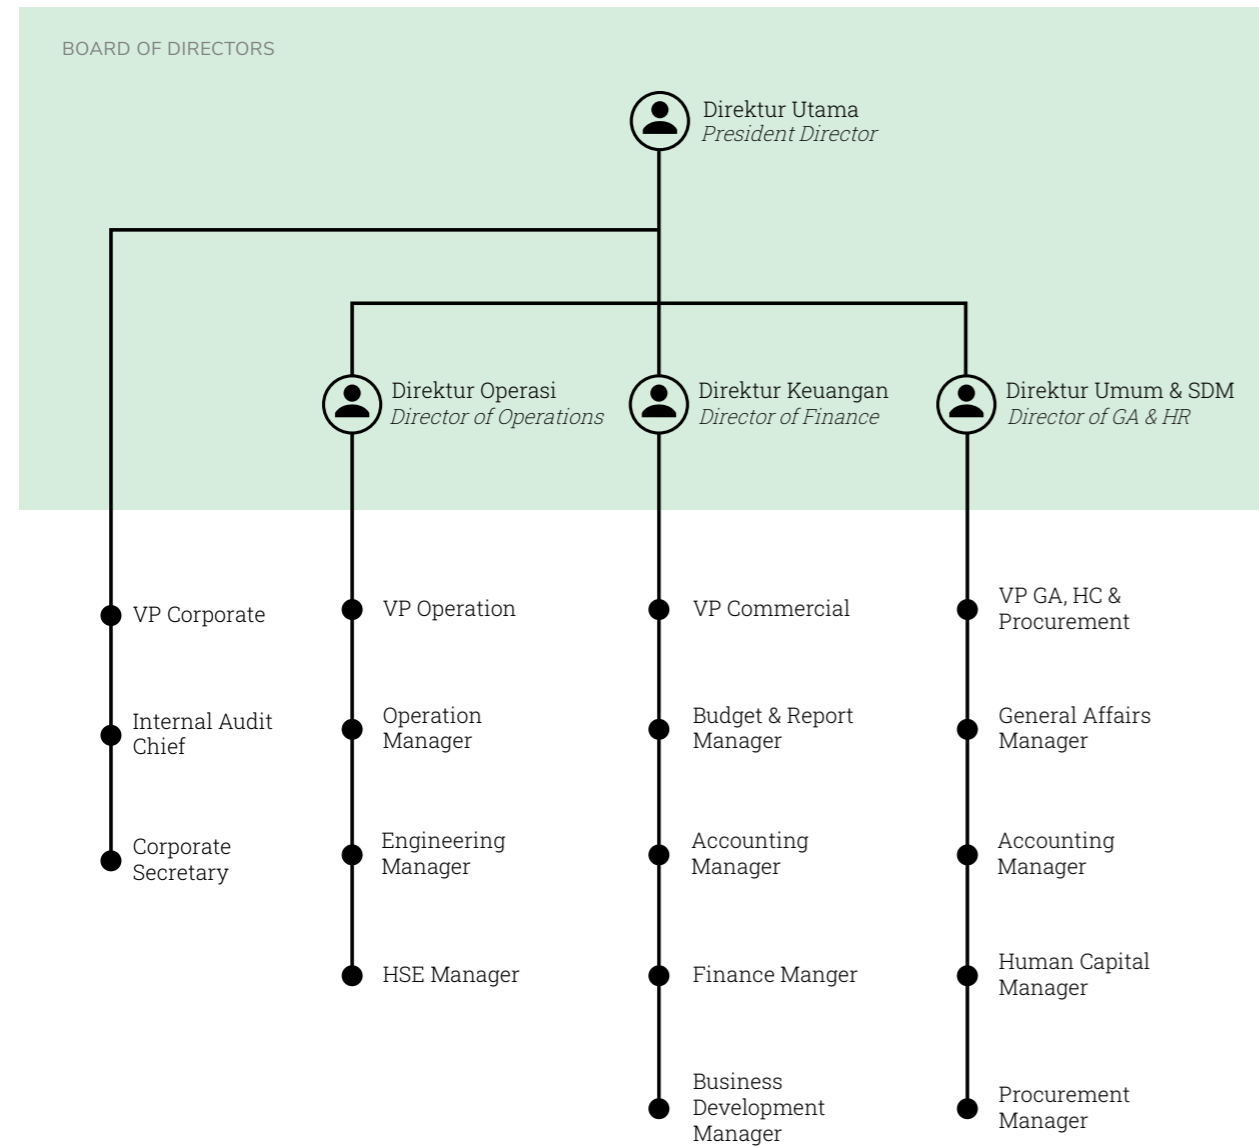 BOARD OF DIRECTORS
Direktur Utama
President Director
Direktur Operasi
Director of Operations
Direktur Keuangan
Director of Finance
Direktur Umum & SDM
Director of GA & HR
VP Corporate
Internal Audit
Chief
Corporate
Secretary
VP Operation
Operation
Manager
Engineering
Manager
HSE Manager
VP Commercial
Budget & Report
Manager
Accounting
Manager
Finance Manger
Business
Development
Manager
VP GA, HC &
Procurement
General Affairs
Manager
Accounting
Manager
Human Capital
Manager
Procurement
Manager